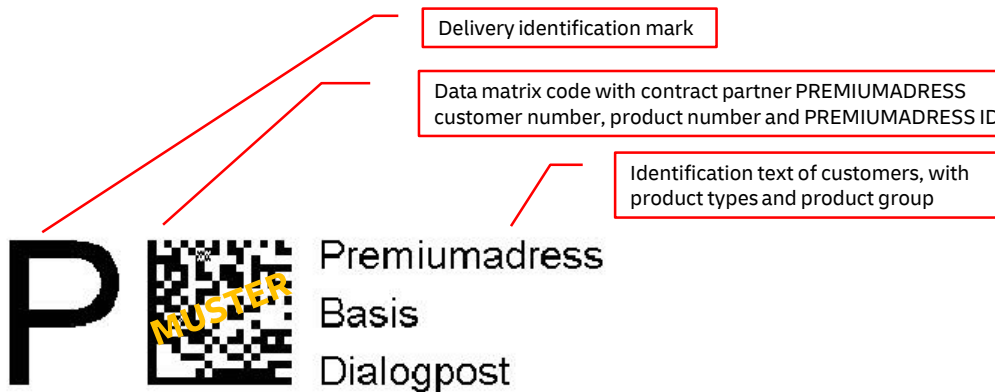 Delivery identification mark
Data matrix code with contract partner PREMIUMADRESS
customer number, product number and PREMIUMADRESS ID
Identification text of customers, with
product types and product group
P
MUSTER
Premiumadress
Basis
Dialogpost